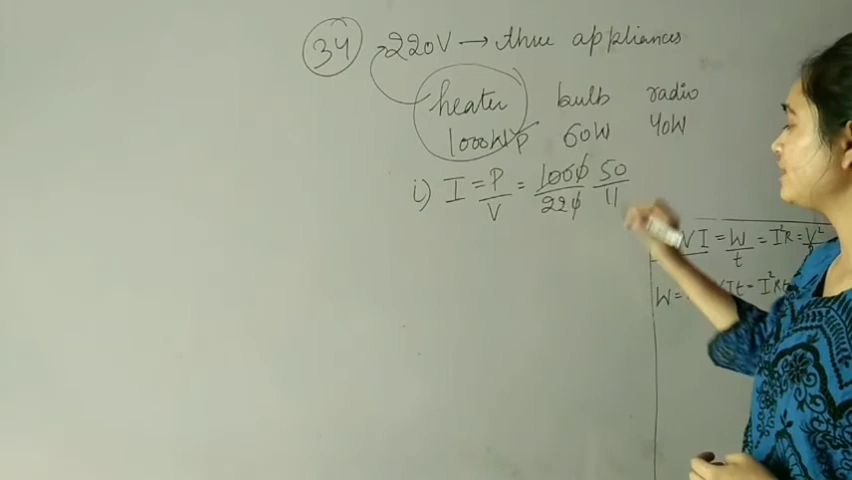 34 220V → three appliances
heater bulb radio
1000W P 60W 40W
i) I = P/V = 1000/220 50/11
VI = W/t = I²R = V²
W = VIt = I²Rt